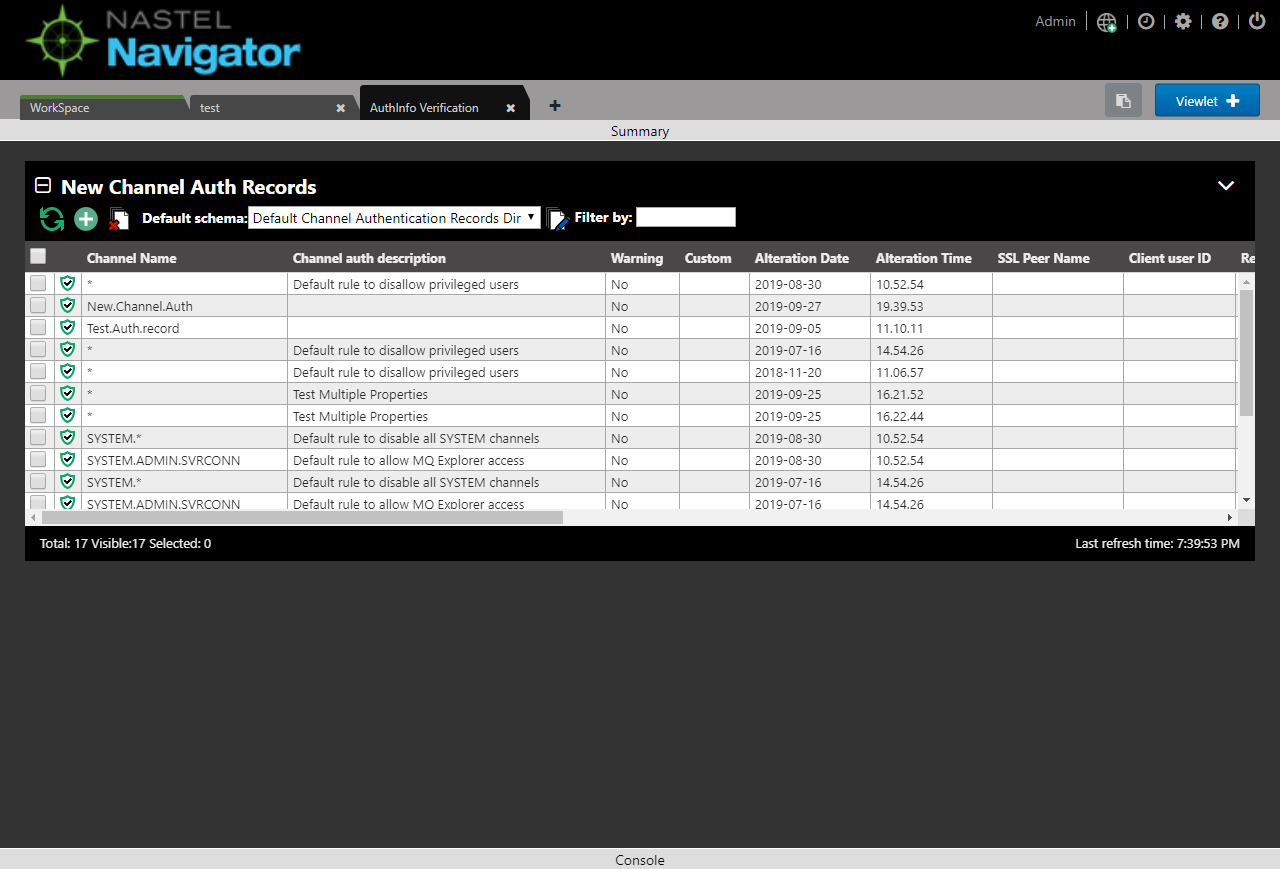 NASTEL
Navigator
Admin
WorkSpace
test
AuthInfo Verification
Viewlet
Summary
New Channel Auth Records
Default schema: Default Channel Authentication Records Dir Filter by:
Channel Name Channel auth description Warning Custom Alteration Date Alteration Time SSL Peer Name Client user ID Re
* Default rule to disallow privileged users No 2019-08-30 10.52.54
New.Channel.Auth No 2019-09-27 19.39.53
Test.Auth.record No 2019-09-05 11.10.11
* Default rule to disallow privileged users No 2019-07-16 14.54.26
* Default rule to disallow privileged users No 2018-11-20 11.06.57
* Test Multiple Properties No 2019-09-25 16.21.52
* Test Multiple Properties No 2019-09-25 16.22.44
SYSTEM.* Default rule to disable all SYSTEM channels No 2019-08-30 10.52.54
SYSTEM.ADMIN.SVRCONN Default rule to allow MQ Explorer access No 2019-08-30 10.52.54
SYSTEM.* Default rule to disable all SYSTEM channels No 2019-07-16 14.54.26
SYSTEM.ADMIN.SVRCONN Default rule to allow MQ Explorer access No 2019-07-16 14.54.26
Total: 17 Visible:17 Selected: 0
Last refresh time: 7:39:53 PM
Console